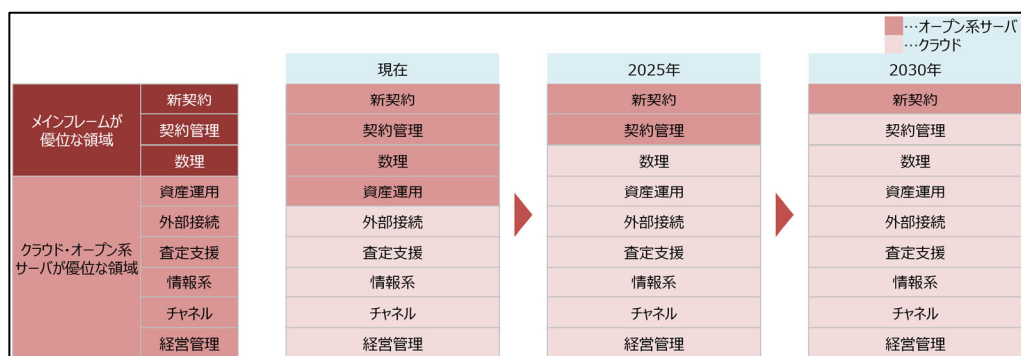 …オープン系サーバ
…クラウド
現在
2025年
2030年
メインフレームが
優位な領域
新契約
新契約
新契約
新契約
契約管理
契約管理
契約管理
契約管理
数理
数理
数理
数理
クラウド・オープン系
サーバが優位な領域
資産運用
資産運用
資産運用
資産運用
外部接続
外部接続
外部接続
外部接続
査定支援
査定支援
査定支援
査定支援
情報系
情報系
情報系
情報系
チャネル
チャネル
チャネル
チャネル
経営管理
経営管理
経営管理
経営管理